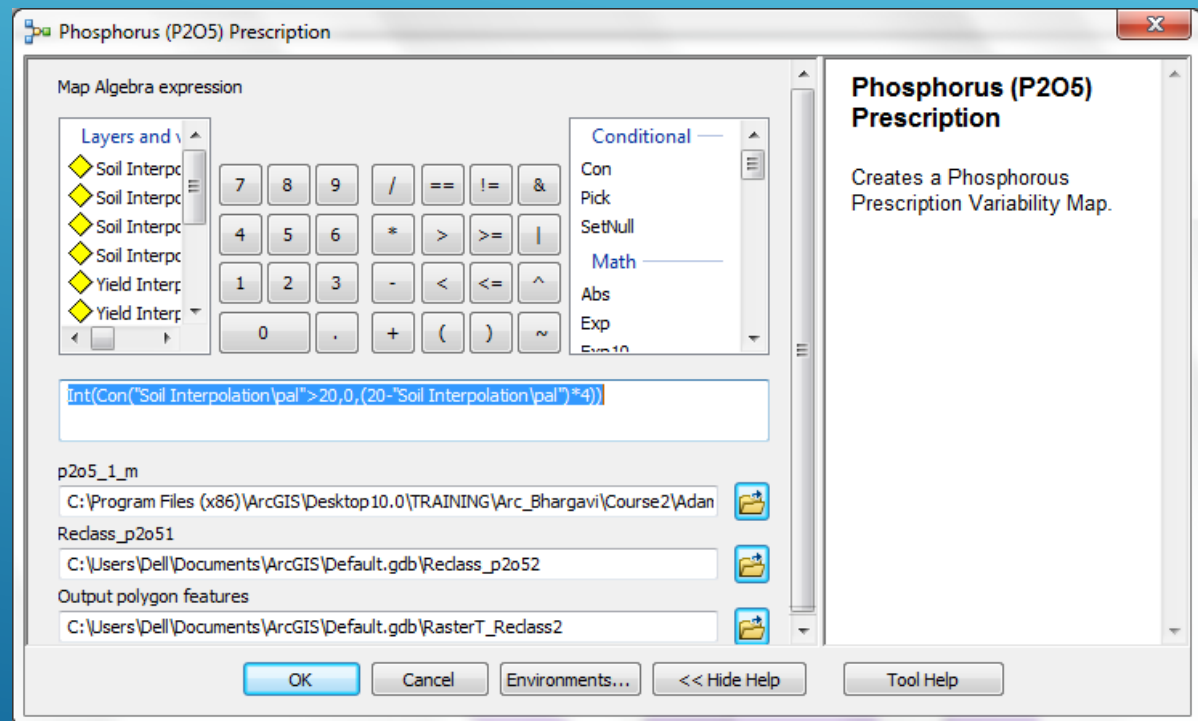 Phosphorus (P2O5) Prescription
X
Map Algebra expression
Layers and
Soil Interpo
Soil Interpo
Soil Interpo
Soil Interpo
Yield Interp
Yield Interp
7 8 9 / == != &
4 5 6 * > >= |
1 2 3 - < <= ^
0 . + ( ) ~
Conditional
Con
Pick
SetNull
Math
Abs
Exp
Exp10
Int(Con("Soil Interpolation\pal">20,0,(20-"Soil Interpolation\pal")*4))
p2o5_1_m
C:\Program Files (x86)\ArcGIS\Desktop10.0\TRAINING\Arc_Bhargavi\Course2\Adan
Reclass_p2o51
C:\Users\Dell\Documents\ArcGIS\Default.gdb\Reclass_p2o52
Output polygon features
C:\Users\Dell\Documents\ArcGIS\Default.gdb\RasterT_Reclass2
OK Cancel Environments... << Hide Help Tool Help
Phosphorus (P2O5)
Prescription
Creates a Phosphorous
Prescription Variability Map.